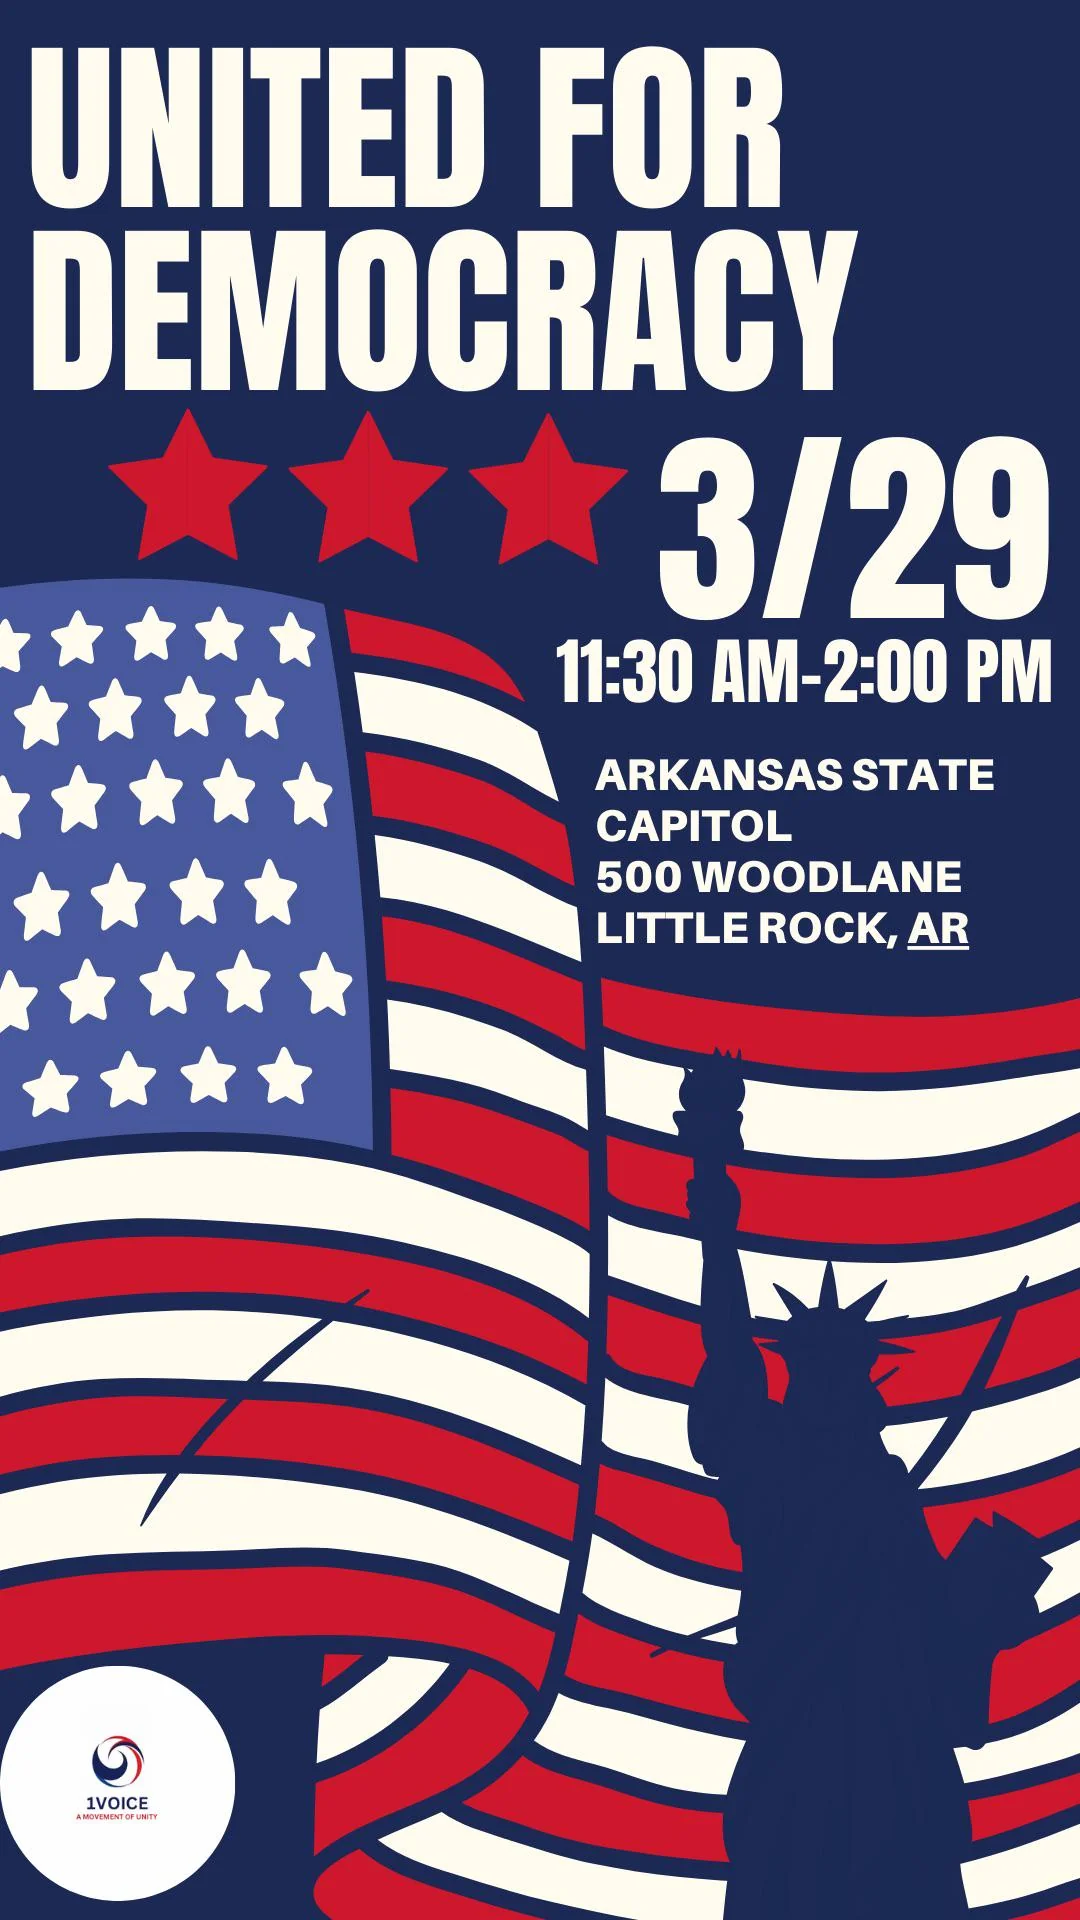 UNITED FOR
DEMOCRACY
3/29
11:30 AM-2:00 PM
ARKANSAS STATE
CAPITOL
500 WOODLANE
LITTLE ROCK, AR
1VOICE
A MOVEMENT OF UNITY